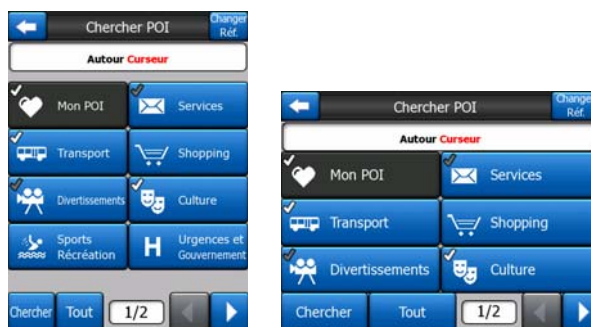 Chercher POI
Changer
Réf.
Autour Curseur
Mon POI
Services
Transport
Shopping
Divertissements
Culture
Sports
Récréation
H
Urgences et
Gouvernement
Chercher
Tout
1/2
Chercher POI
Changer
Réf.
Autour Curseur
Mon POI
Services
Transport
Shopping
Divertissements
Culture
Chercher
Tout
1/2